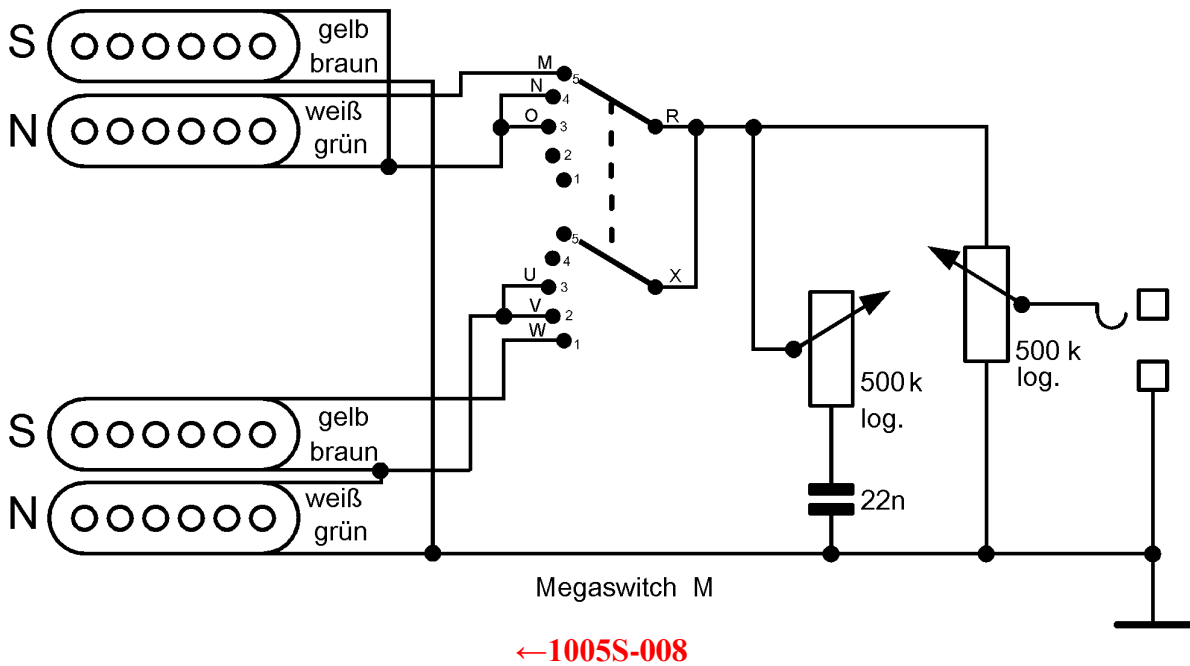 S
gelb
braun
N
weiß
grün
M
5
N
4
O
3
2
1
R
5
4
U
3
V
2
W
1
X
500 k
log.
500 k
log.
S
gelb
braun
N
weiß
grün
22n
Megaswitch M
←1005S-008